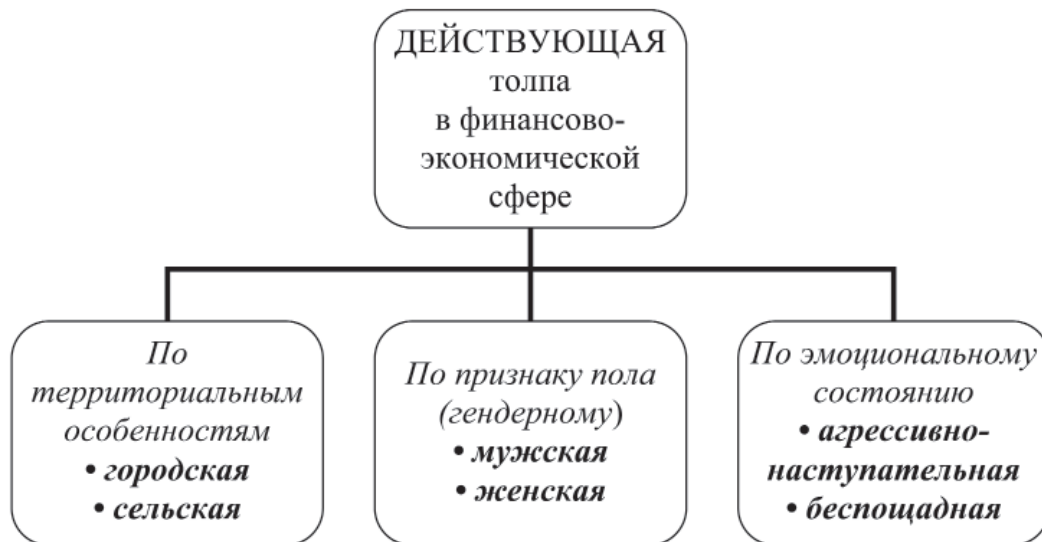 ДЕЙСТВУЮЩАЯ
толпа
в финансово-
экономической
сфере
По
территориальным
особенностям
• городская
• сельская
По признаку пола
(гендерному)
• мужская
• женская
По эмоциональному
состоянию
• агрессивно-
наступательная
• беспощадная